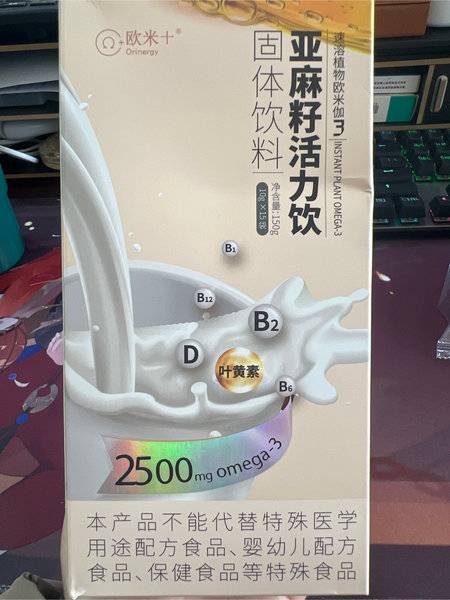 欧米十®
Orinergy
速溶植物欧米伽3 INSTANT PLANT OMEGA-3
亚麻籽活力饮
固体饮料
净含量:150g
10g×15袋
B1
B12
B2
D
叶黄素
B6
2500mg omega-3
本产品不能代替特殊医学
用途配方食品、婴幼儿配方
食品、保健食品等特殊食品